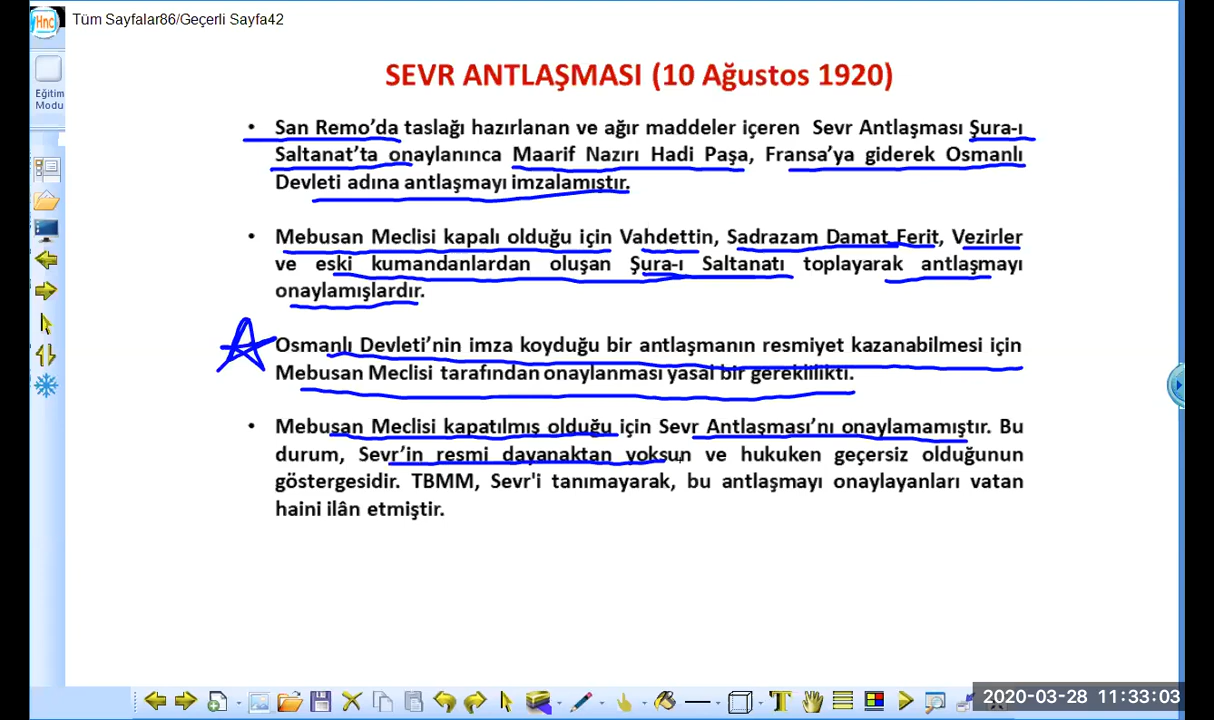 Tüm Sayfalar86/Geçerli Sayfa42
Hnc
Eğitim
Modu
SEVR ANTLAŞMASI (10 Ağustos 1920)
• San Remo’da taslağı hazırlanan ve ağır maddeler içeren Sevr Antlaşması Şura-ı
Saltanat’ta onaylanınca Maarif Nazırı Hadi Paşa, Fransa’ya giderek Osmanlı
Devleti adına antlaşmayı imzalamıştır.
• Mebusan Meclisi kapalı olduğu için Vahdettin, Sadrazam Damat Ferit, Vezirler
ve eski kumandanlardan oluşan Şura-ı Saltanatı toplayarak antlaşmayı
onaylamışlardır.
Osmanlı Devleti’nin imza koyduğu bir antlaşmanın resmiyet kazanabilmesi için
Mebusan Meclisi tarafından onaylanması yasal bir gereklilikti.
• Mebusan Meclisi kapatılmış olduğu için Sevr Antlaşması’nı onaylamamıştır. Bu
durum, Sevr’in resmi dayanaktan yoksun ve hukuken geçersiz olduğunun
göstergesidir. TBMM, Sevr'i tanımayarak, bu antlaşmayı onaylayanları vatan
haini ilân etmiştir.
2020-03-28 11:33:03